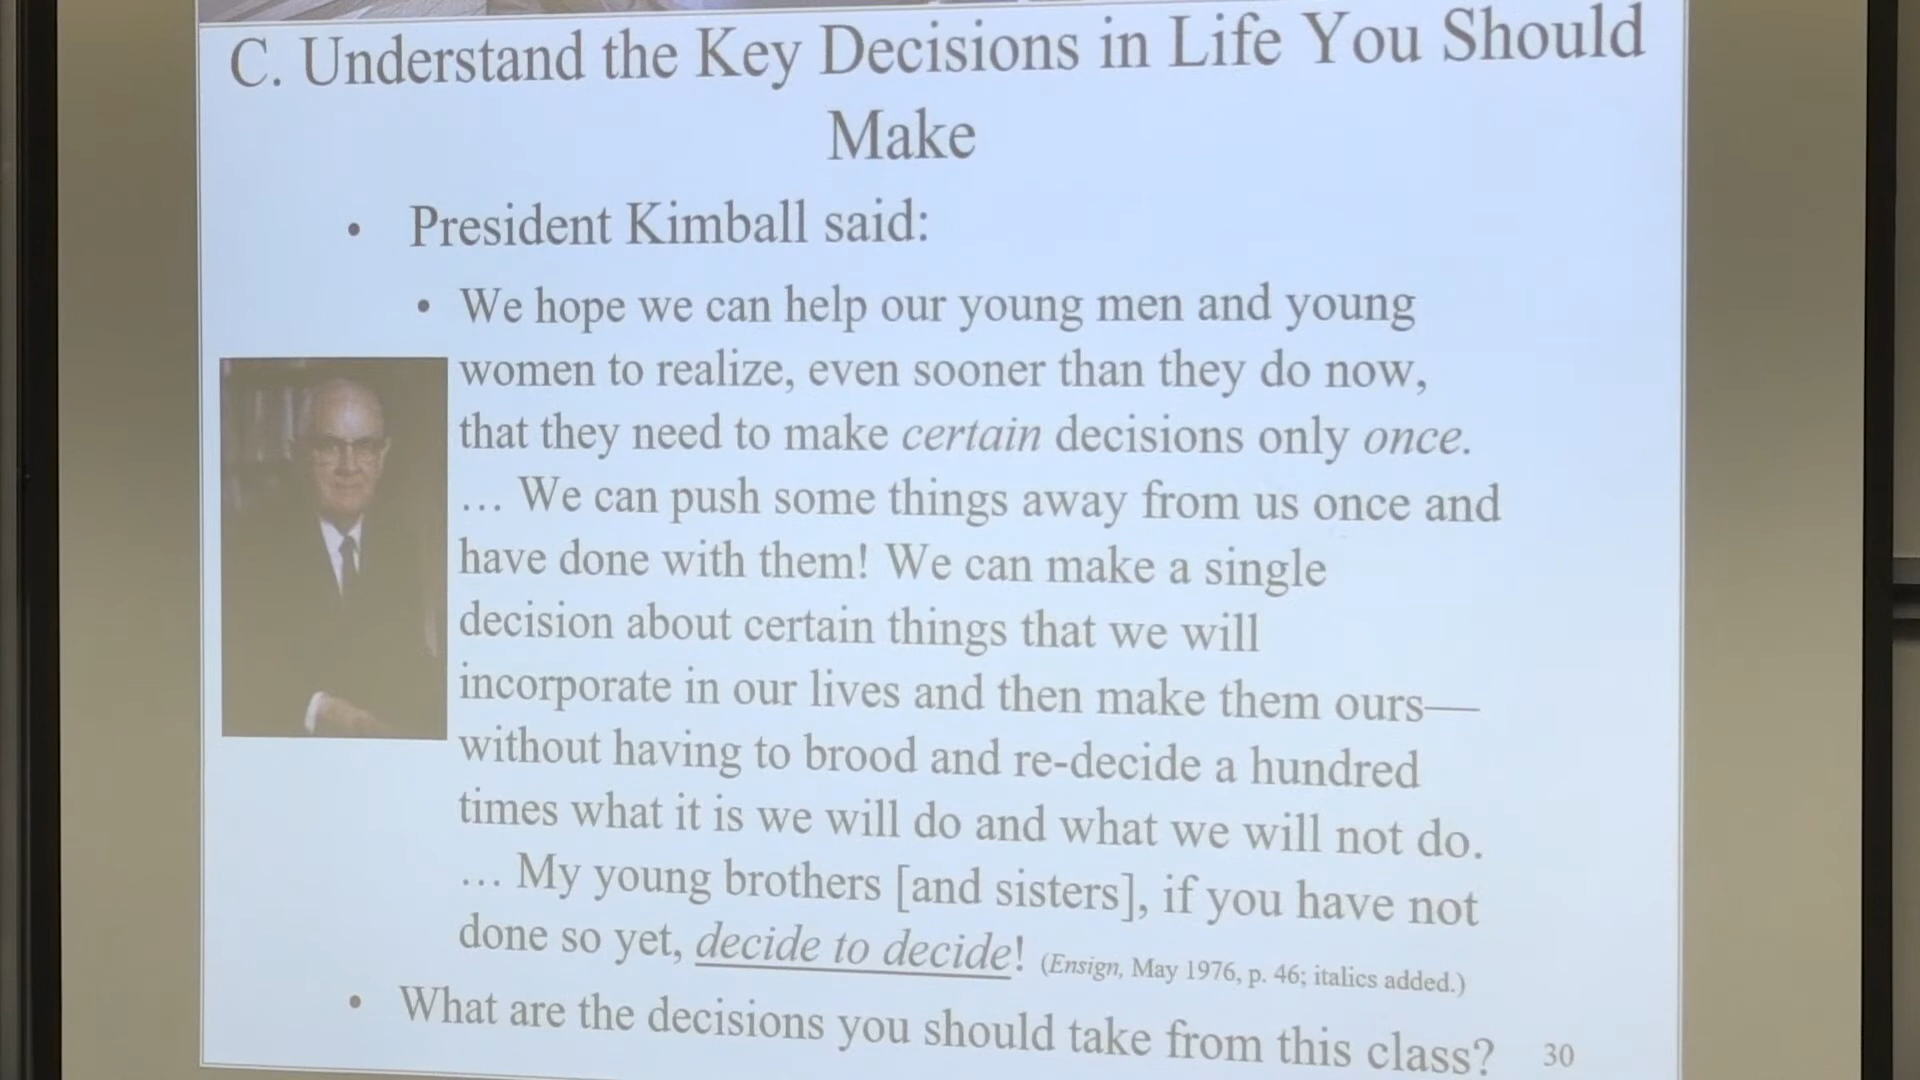 C. Understand the Key Decisions in Life You Should
Make
• President Kimball said:
• We hope we can help our young men and young
women to realize, even sooner than they do now,
that they need to make certain decisions only once.
… We can push some things away from us once and
have done with them! We can make a single
decision about certain things that we will
incorporate in our lives and then make them ours—
without having to brood and re-decide a hundred
times what it is we will do and what we will not do.
… My young brothers [and sisters], if you have not
done so yet, decide to decide! (Ensign, May 1976, p. 46; italics added.)
• What are the decisions you should take from this class?
30